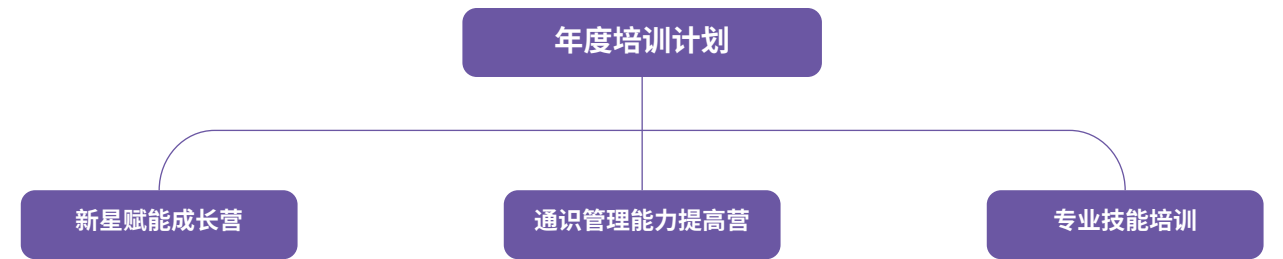 年度培训计划
新星赋能成长营
通识管理能力提高营
专业技能培训